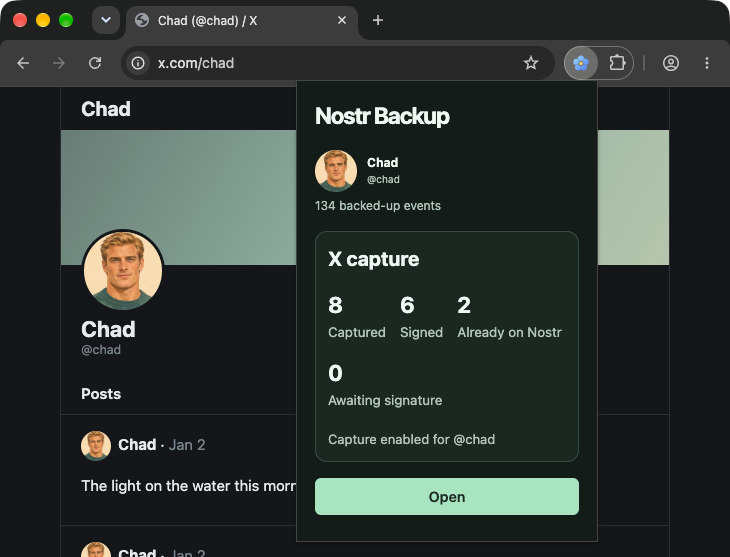 Chad (@chad) / X
x.com/chad
Chad
Chad
@chad
Posts
Chad · Jan 2
The light on the water this morr
Chad · Jan 2
Nostr Backup
Chad
@chad
134 backed-up events
X capture
8 6 2
Captured Signed Already on Nostr
0
Awaiting signature
Capture enabled for @chad
Open